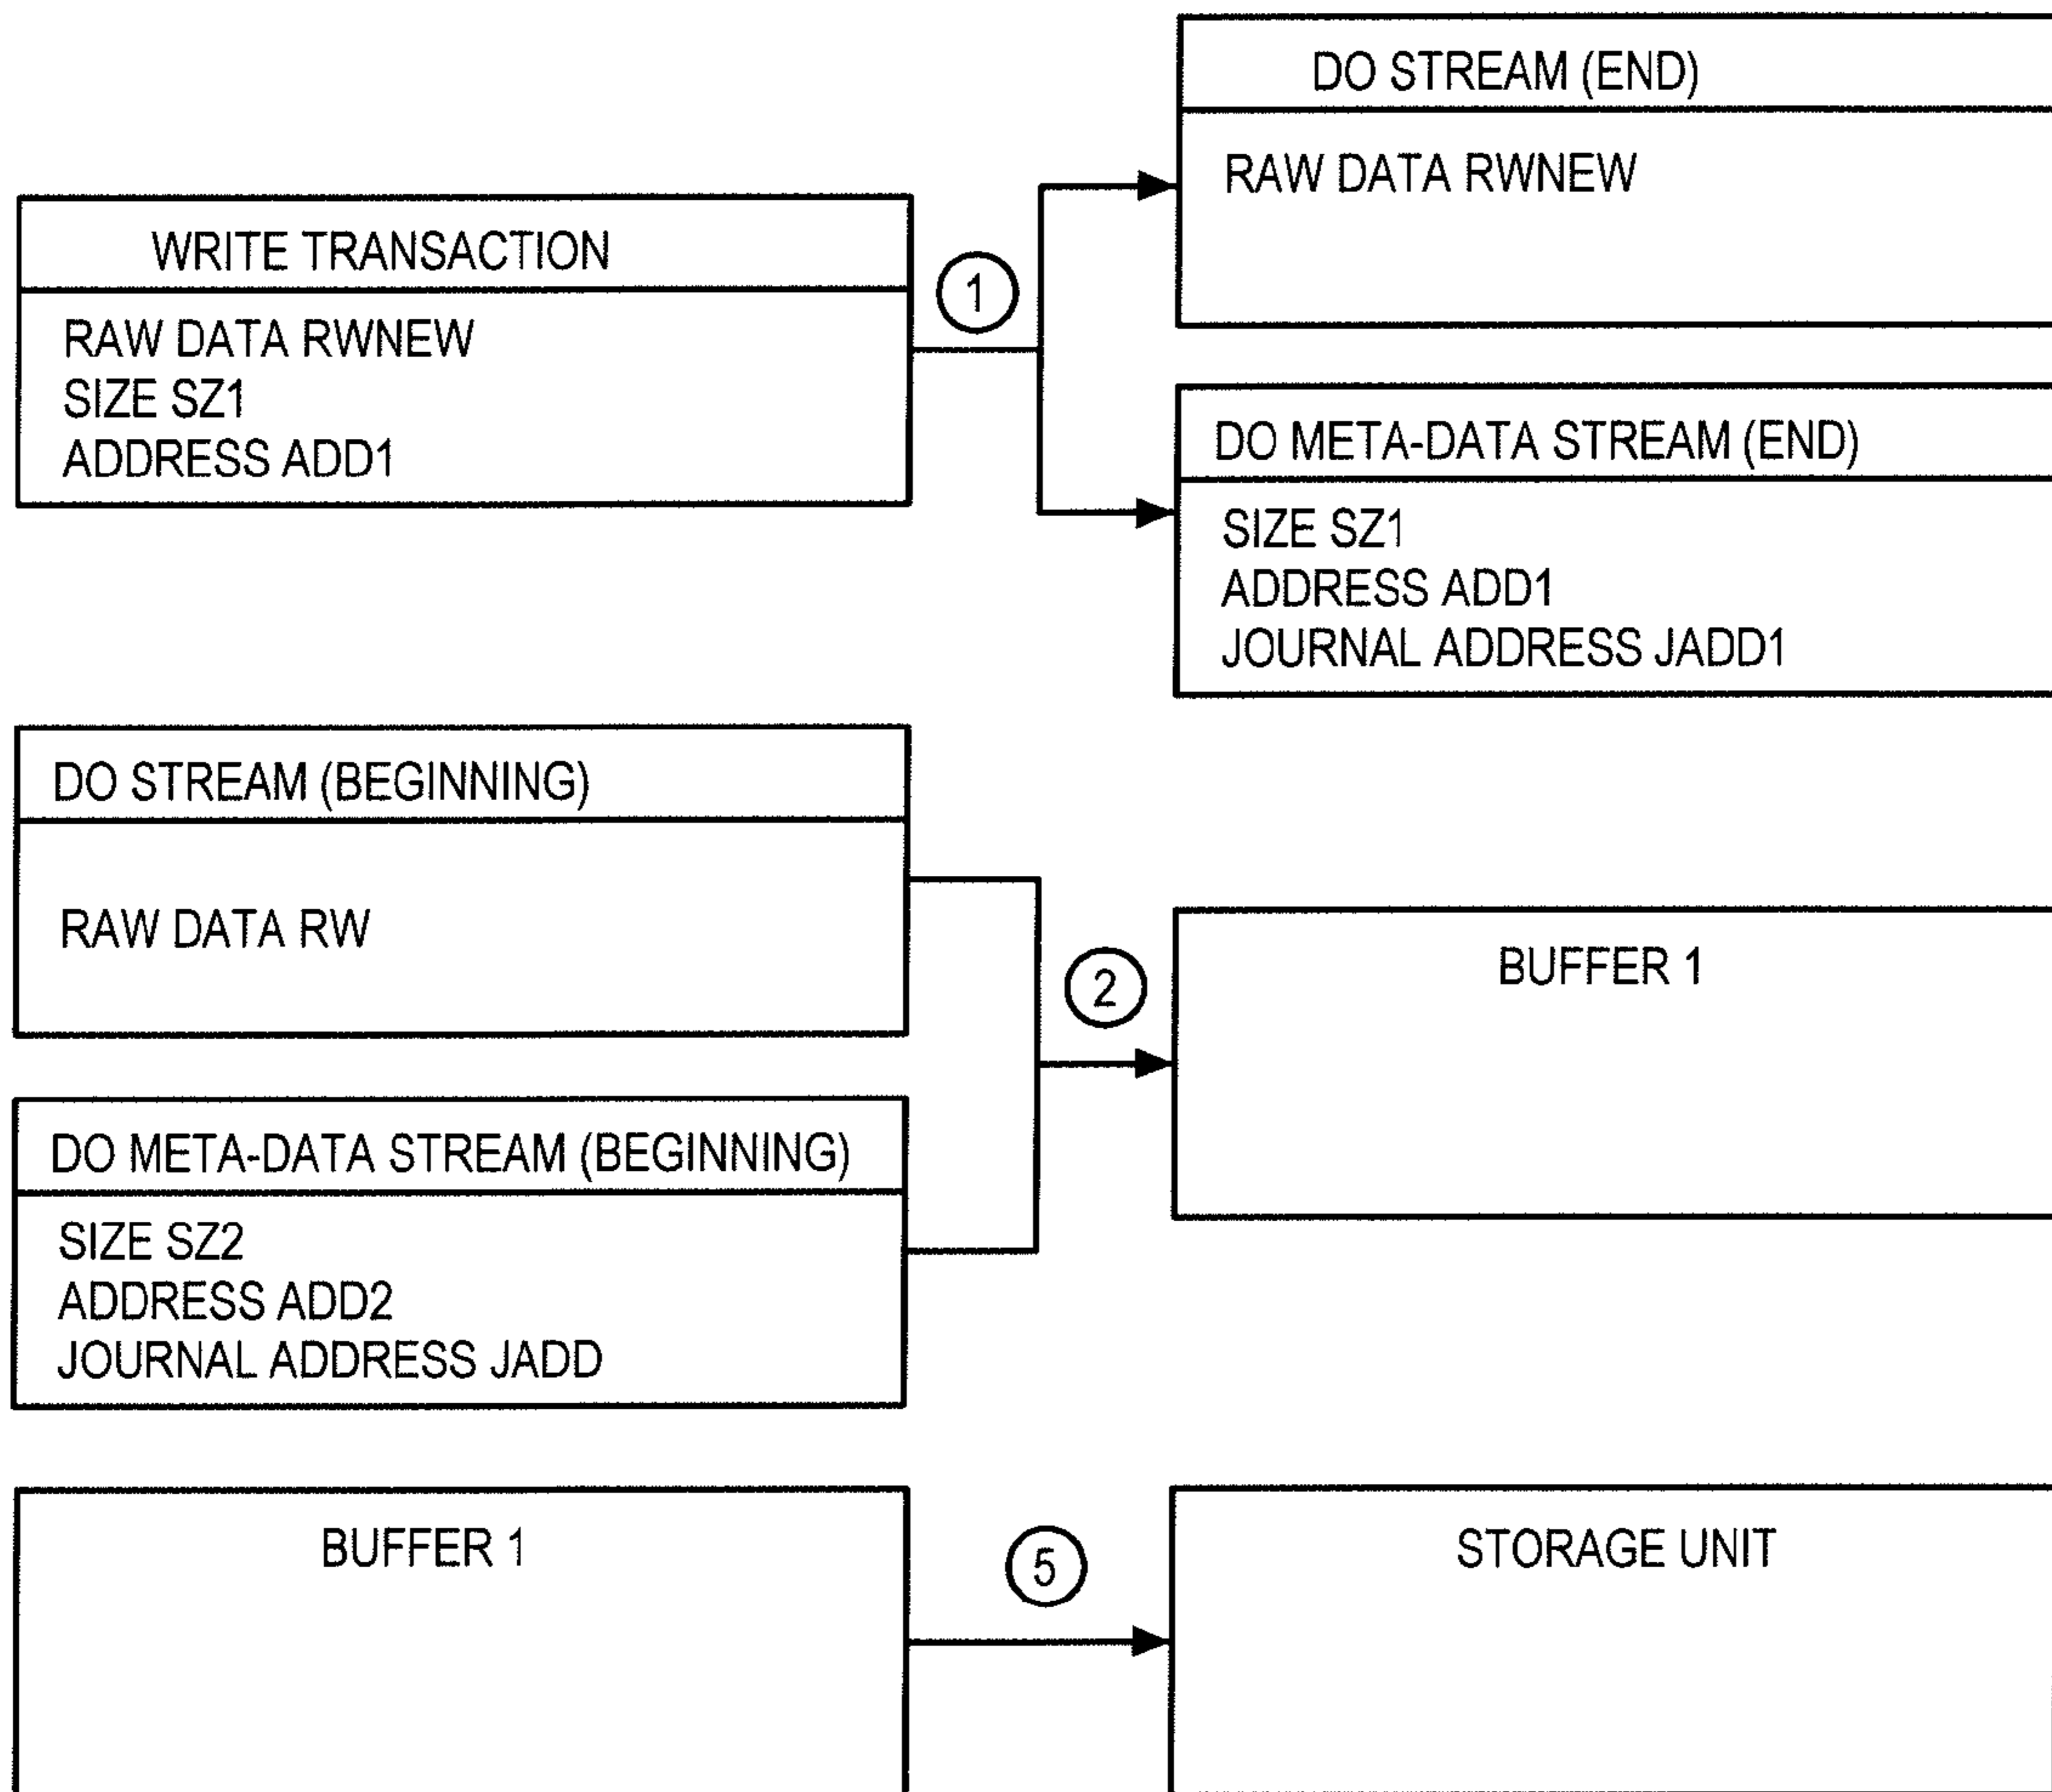 DO STREAM (END)
RAW DATA RWNEW
WRITE TRANSACTION
RAW DATA RWNEW
SIZE SZ1
ADDRESS ADD1
1
DO META-DATA STREAM (END)
SIZE SZ1
ADDRESS ADD1
JOURNAL ADDRESS JADD1
DO STREAM (BEGINNING)
RAW DATA RW
2
BUFFER 1
DO META-DATA STREAM (BEGINNING)
SIZE SZ2
ADDRESS ADD2
JOURNAL ADDRESS JADD
BUFFER 1
5
STORAGE UNIT